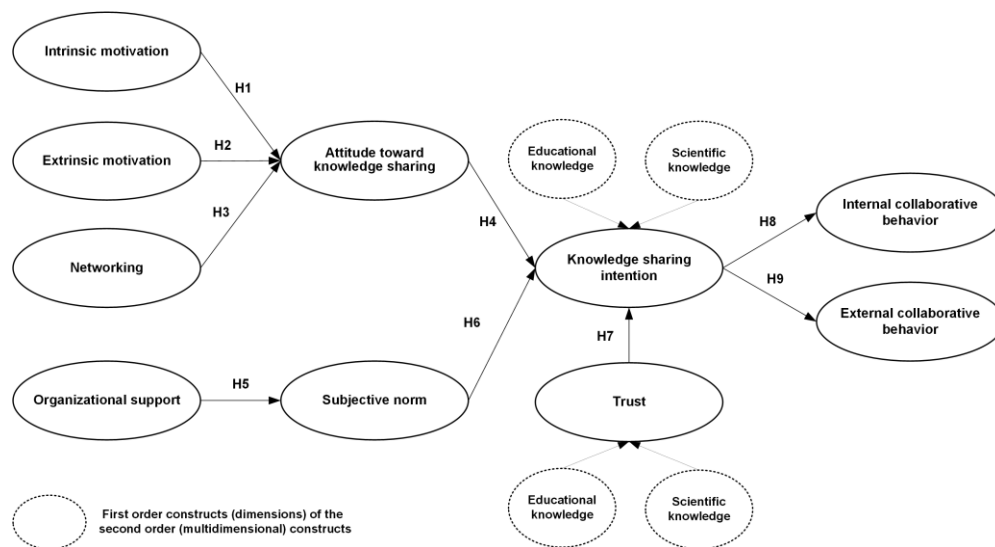 Intrinsic motivation
H1
Extrinsic motivation
H2
Attitude toward
knowledge sharing
Educational
knowledge
Scientific
knowledge
H3
H4
H8
Internal collaborative
behavior
Networking
Knowledge sharing
intention
H9
External collaborative
behavior
H6
H7
Organizational support
H5
Subjective norm
Trust
Educational
knowledge
Scientific
knowledge
First order constructs (dimensions) of the
second order (multidimensional) constructs